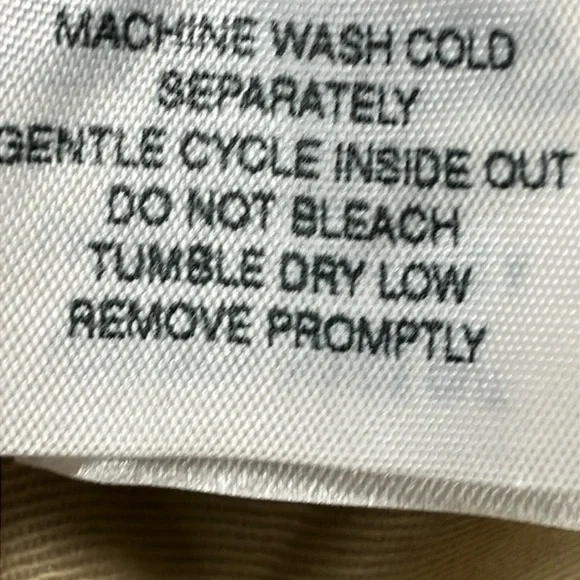 MACHINE WASH COLD
SEPARATELY
GENTLE CYCLE INSIDE OUT
DO NOT BLEACH
TUMBLE DRY LOW
REMOVE PROMPTLY